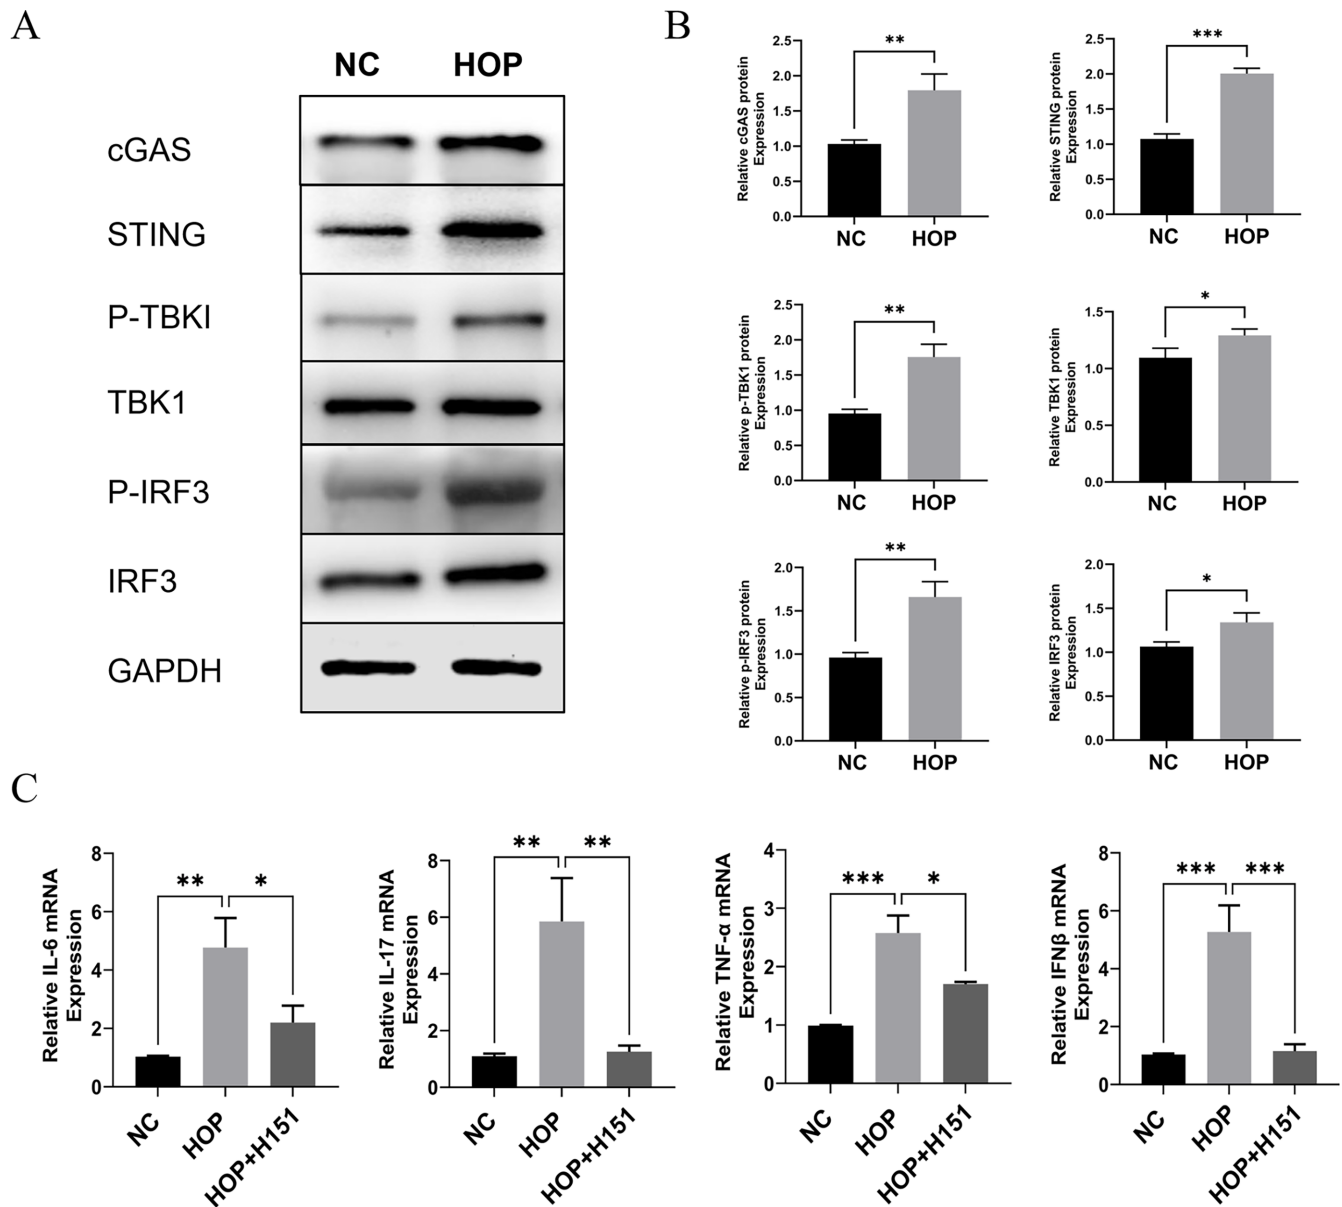 A
NC HOP
cGAS
STING
P-TBKI
TBK1
P-IRF3
IRF3
GAPDH
B
Relative cGAS protein
Expression
2.5
2.0
1.5
1.0
0.5
0.0
**
NC HOP
Relative STING protein
Expression
2.5
2.0
1.5
1.0
0.5
0.0
***
NC HOP
Relative p-TBK1 protein
Expression
2.5
2.0
1.5
1.0
0.5
0.0
**
NC HOP
Relative TBK1 protein
Expression
1.5
1.0
0.5
0.0
*
NC HOP
Relative p-IRF3 protein
Expression
2.0
1.5
1.0
0.5
0.0
**
NC HOP
Relative IRF3 protein
Expression
2.0
1.5
1.0
0.5
0.0
*
NC HOP
C
Relative IL-6 mRNA
Expression
8
6
4
2
0
** *
NC
HOP
HOP+H151
Relative IL-17 mRNA
Expression
8
6
4
2
0
** **
NC
HOP
HOP+H151
Relative TNF-α mRNA
Expression
4
3
2
1
0
*** *
NC
HOP
HOP+H151
Relative IFNβ mRNA
Expression
8
6
4
2
0
*** ***
NC
HOP
HOP+H151